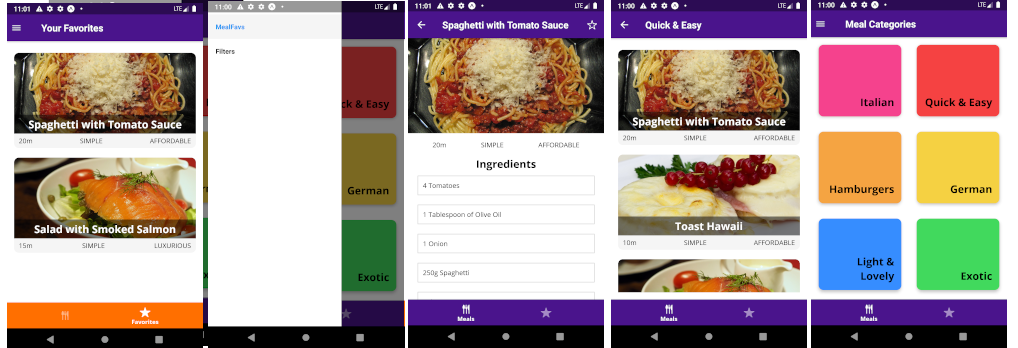 11:01 LTE
Your Favorites
Spaghetti with Tomato Sauce
20m SIMPLE AFFORDABLE
Salad with Smoked Salmon
15m SIMPLE LUXURIOUS
Favorites
11:00 LTE
MealFavs
Filters
ck & Easy
German
Exotic
11:01 LTE
Spaghetti with Tomato Sauce
20m SIMPLE AFFORDABLE
Ingredients
4 Tomatoes
1 Tablespoon of Olive Oil
1 Onion
250g Spaghetti
Meals
11:00 LTE
Quick & Easy
Spaghetti with Tomato Sauce
20m SIMPLE AFFORDABLE
Toast Hawaii
10m SIMPLE AFFORDABLE
Meals
11:00 LTE
Meal Categories
Italian
Quick & Easy
Hamburgers
German
Light &
Lovely
Exotic
Meals